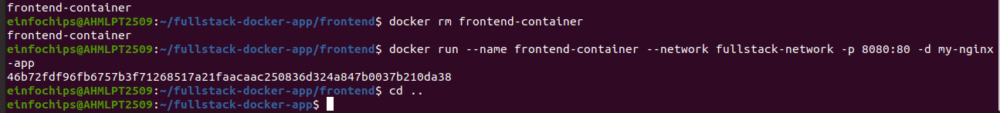 frontend-container
einfochips@AHMLPT2509:~/fullstack-docker-app/frontend$ docker rm frontend-container
frontend-container
einfochips@AHMLPT2509:~/fullstack-docker-app/frontend$ docker run --name frontend-container --network fullstack-network -p 8080:80 -d my-nginx
-app
46b72fdf96fb6757b3f71268517a21faacaac250836d324a847b0037b210da38
einfochips@AHMLPT2509:~/fullstack-docker-app/frontend$ cd ..
einfochips@AHMLPT2509:~/fullstack-docker-app$